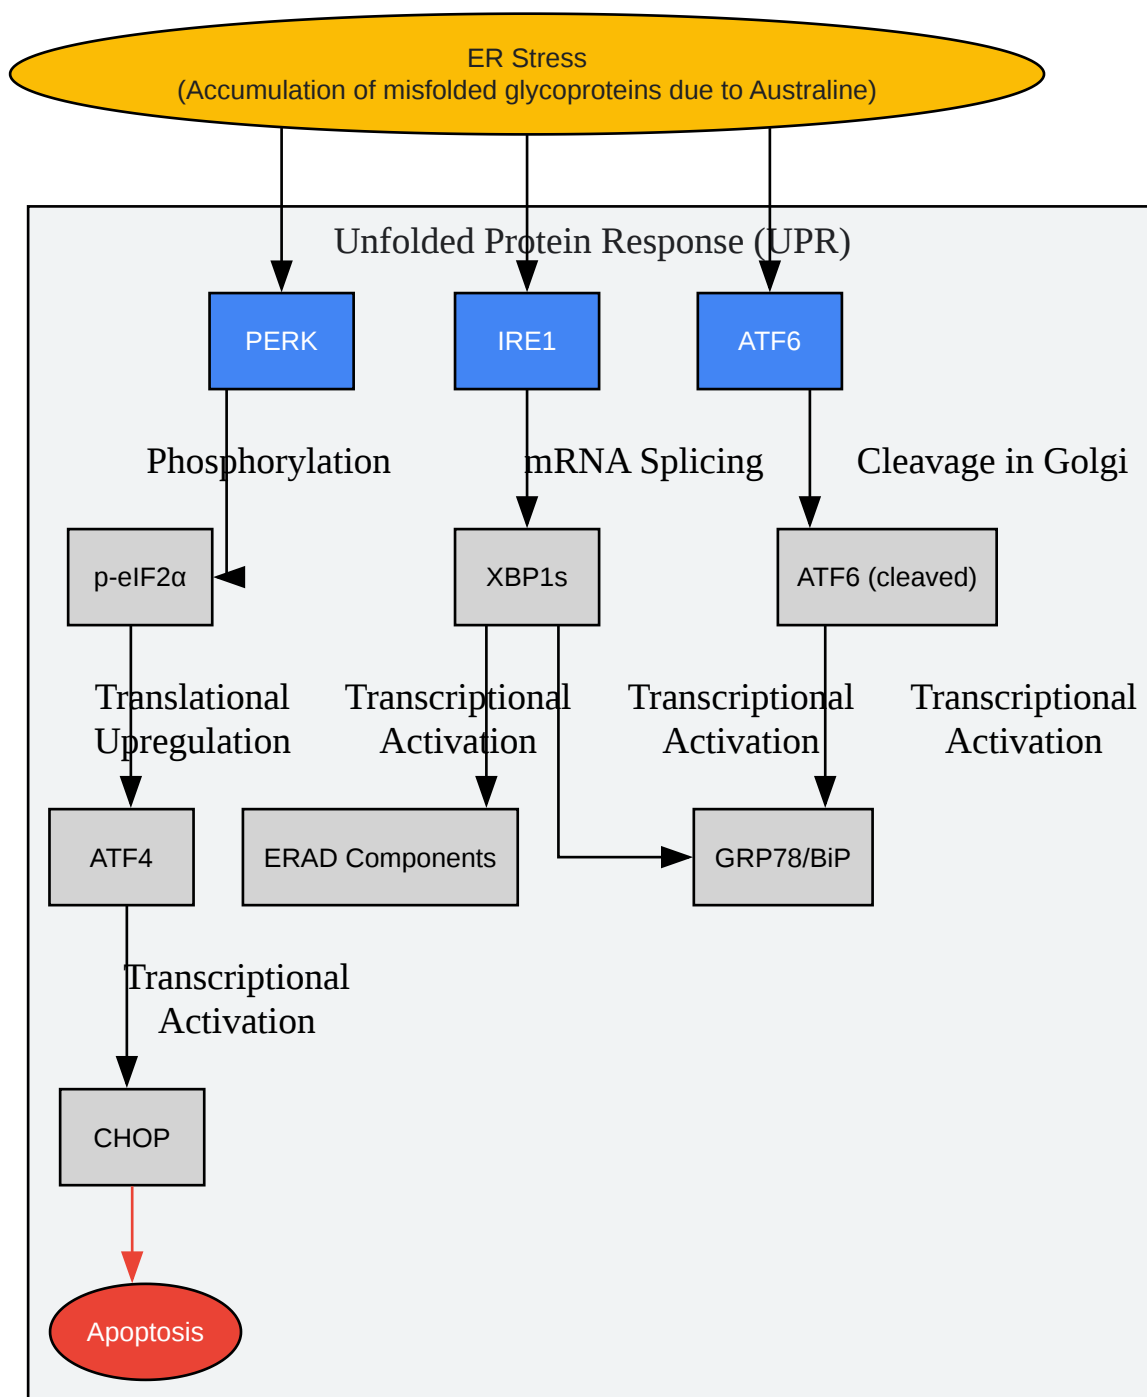 ER Stress
(Accumulation of misfolded glycoproteins due to Australine)
Unfolded Protein Response (UPR)
PERK
IRE1
ATF6
Phosphorylation
mRNA Splicing
Cleavage in Golgi
p-eIF2α
XBP1s
ATF6 (cleaved)
Translational
Upregulation
Transcriptional
Activation
Transcriptional
Activation
Transcriptional
Activation
ATF4
ERAD Components
GRP78/BiP
Transcriptional
Activation
CHOP
Apoptosis